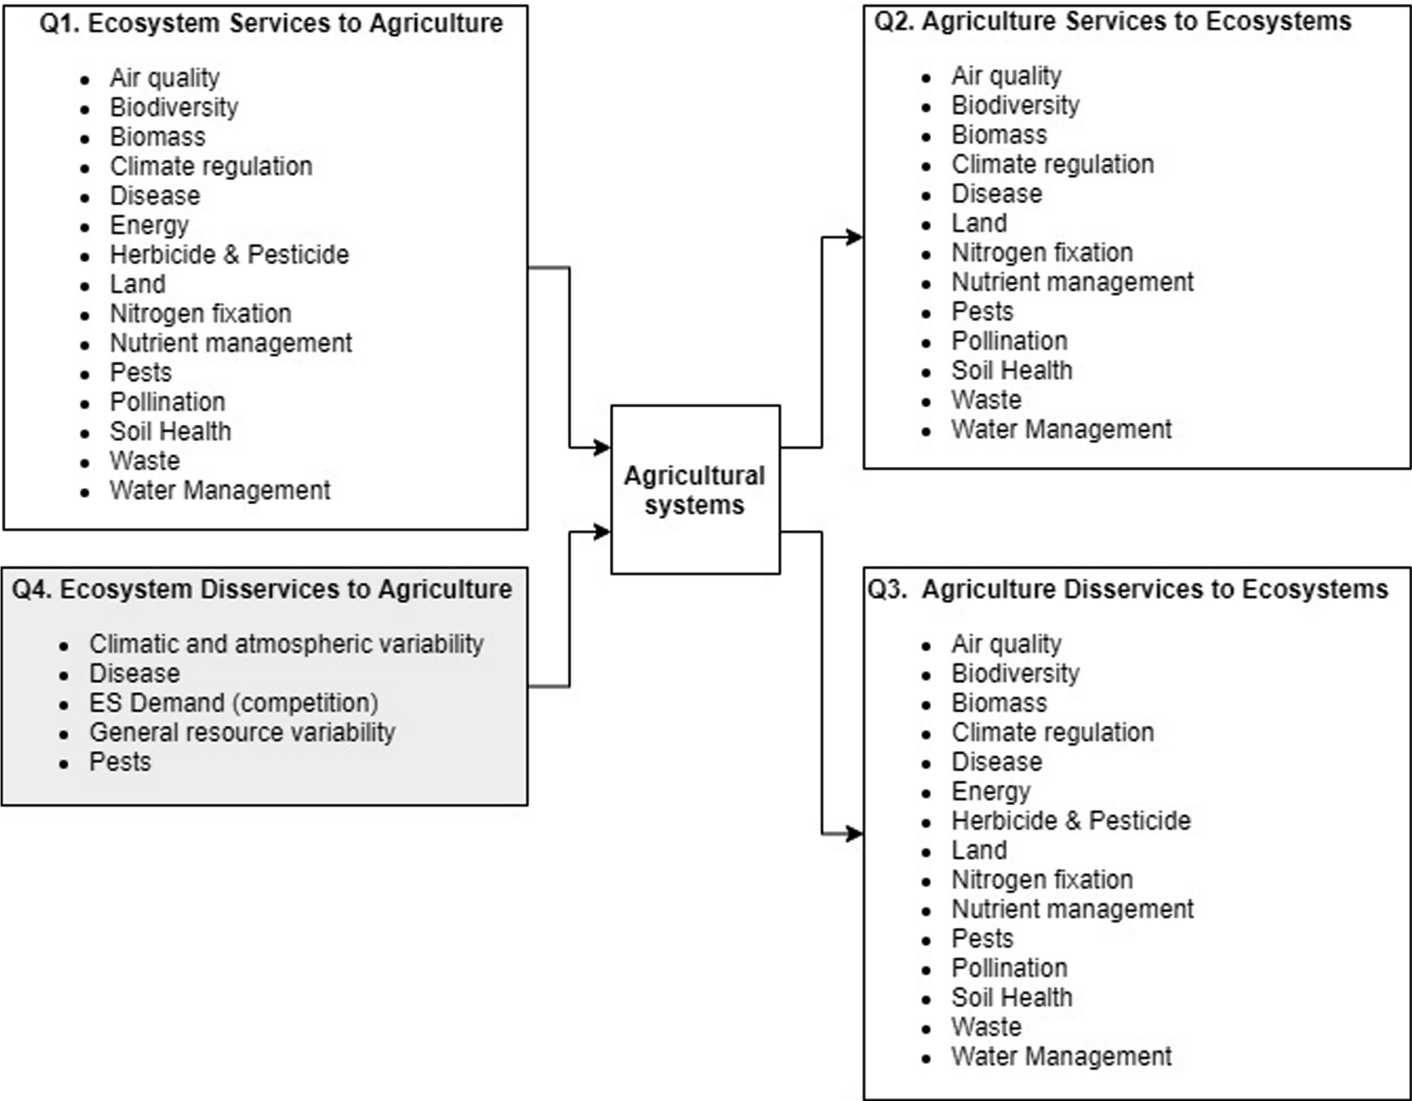 Q1. Ecosystem Services to Agriculture
• Air quality
• Biodiversity
• Biomass
• Climate regulation
• Disease
• Energy
• Herbicide & Pesticide
• Land
• Nitrogen fixation
• Nutrient management
• Pests
• Pollination
• Soil Health
• Waste
• Water Management
Q4. Ecosystem Disservices to Agriculture
• Climatic and atmospheric variability
• Disease
• ES Demand (competition)
• General resource variability
• Pests
Agricultural
systems
Q2. Agriculture Services to Ecosystems
• Air quality
• Biodiversity
• Biomass
• Climate regulation
• Disease
• Land
• Nitrogen fixation
• Nutrient management
• Pests
• Pollination
• Soil Health
• Waste
• Water Management
Q3. Agriculture Disservices to Ecosystems
• Air quality
• Biodiversity
• Biomass
• Climate regulation
• Disease
• Energy
• Herbicide & Pesticide
• Land
• Nitrogen fixation
• Nutrient management
• Pests
• Pollination
• Soil Health
• Waste
• Water Management